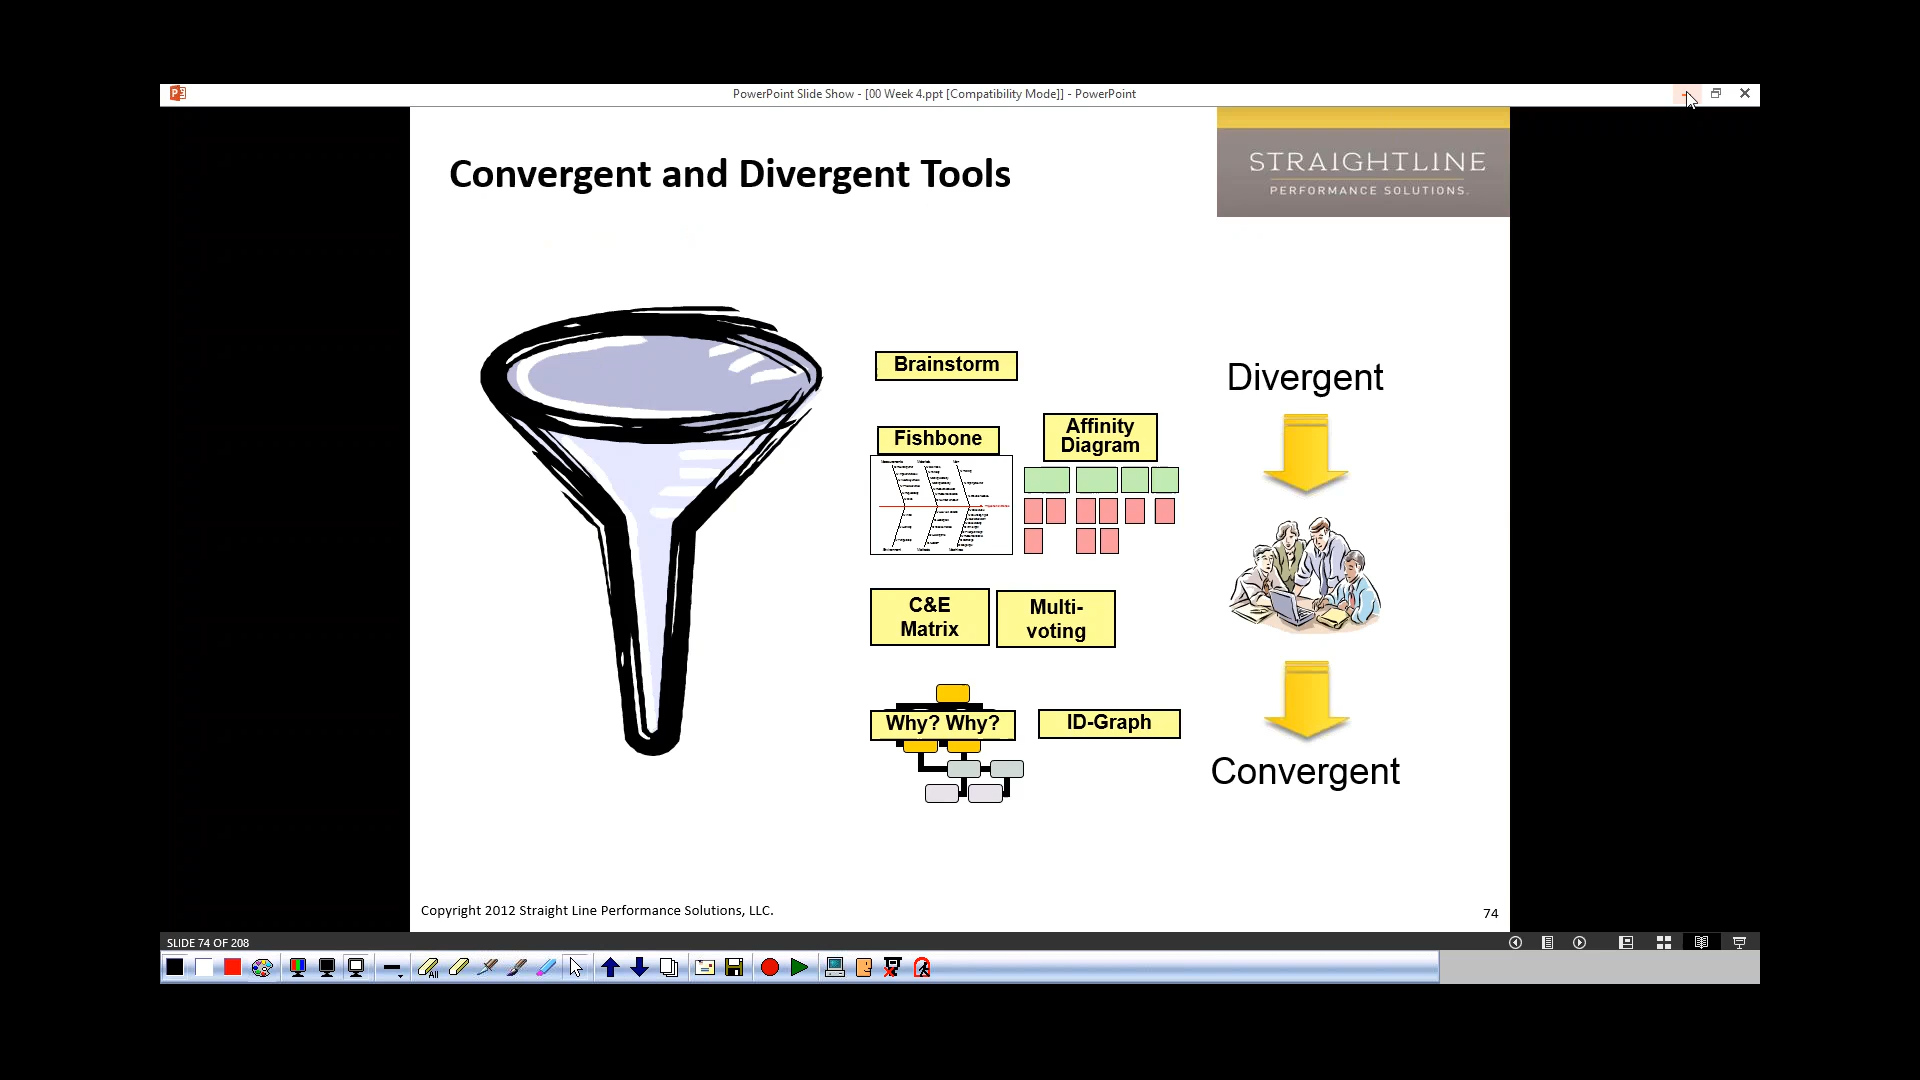 PowerPoint Slide Show - [00 Week 4.ppt [Compatibility Mode]] - PowerPoint
Convergent and Divergent Tools
STRAIGHTLINE
PERFORMANCE SOLUTIONS.
Brainstorm
Divergent
Fishbone
Affinity
Diagram
C&E
Matrix
Multi-
voting
Why? Why?
ID-Graph
Convergent
Copyright 2012 Straight Line Performance Solutions, LLC.
74
SLIDE 74 OF 208